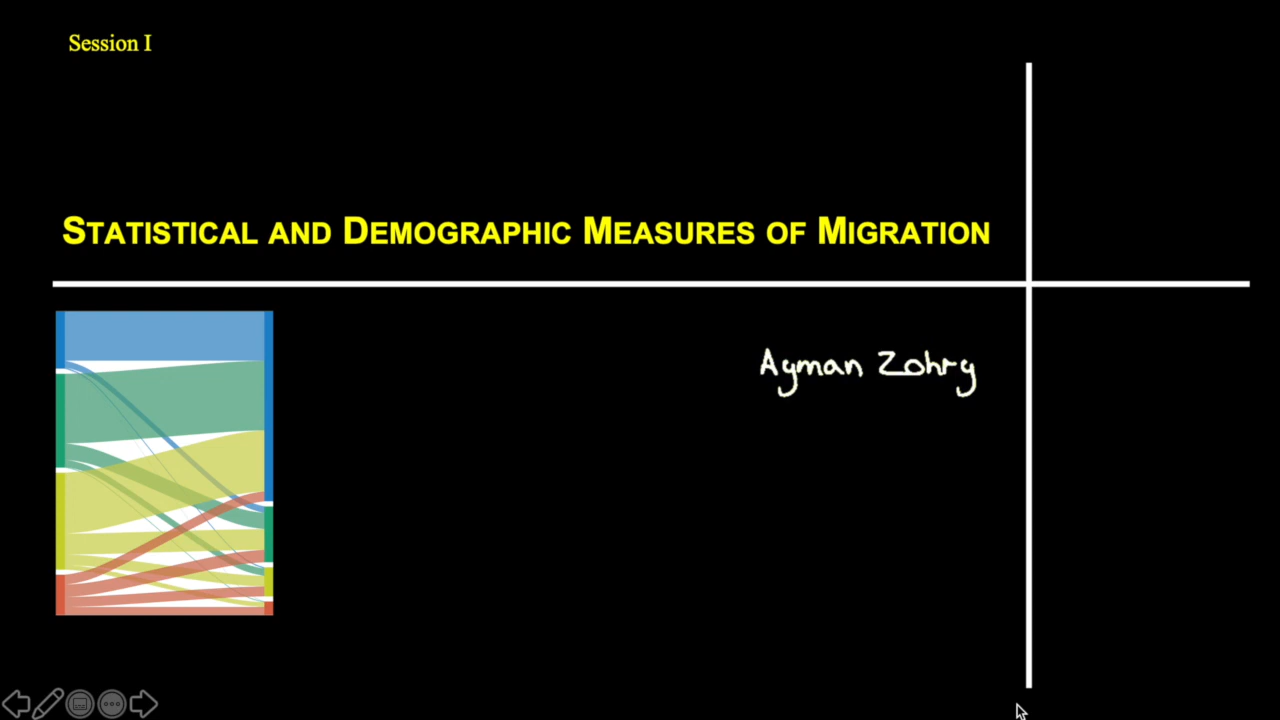 Session I
STATISTICAL AND DEMOGRAPHIC MEASURES OF MIGRATION
Ayman Zohry